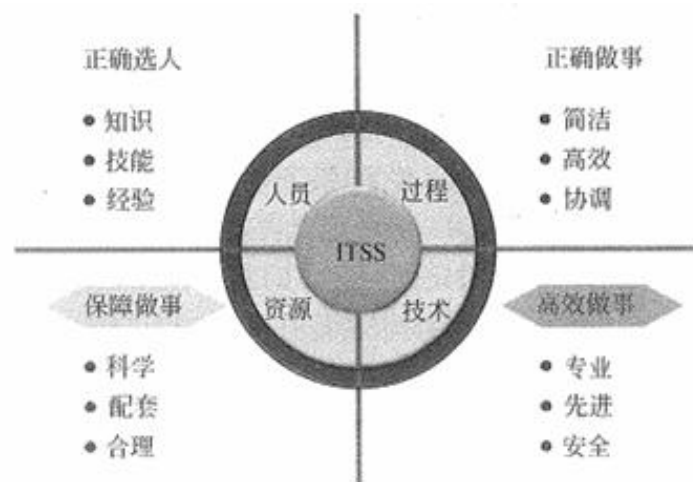 正确选人
正确做事
● 知识
● 技能
● 经验
● 简洁
● 高效
● 协调
人员
过程
ITSS
资源
技术
保障做事
高效做事
● 科学
● 配套
● 合理
● 专业
● 先进
● 安全